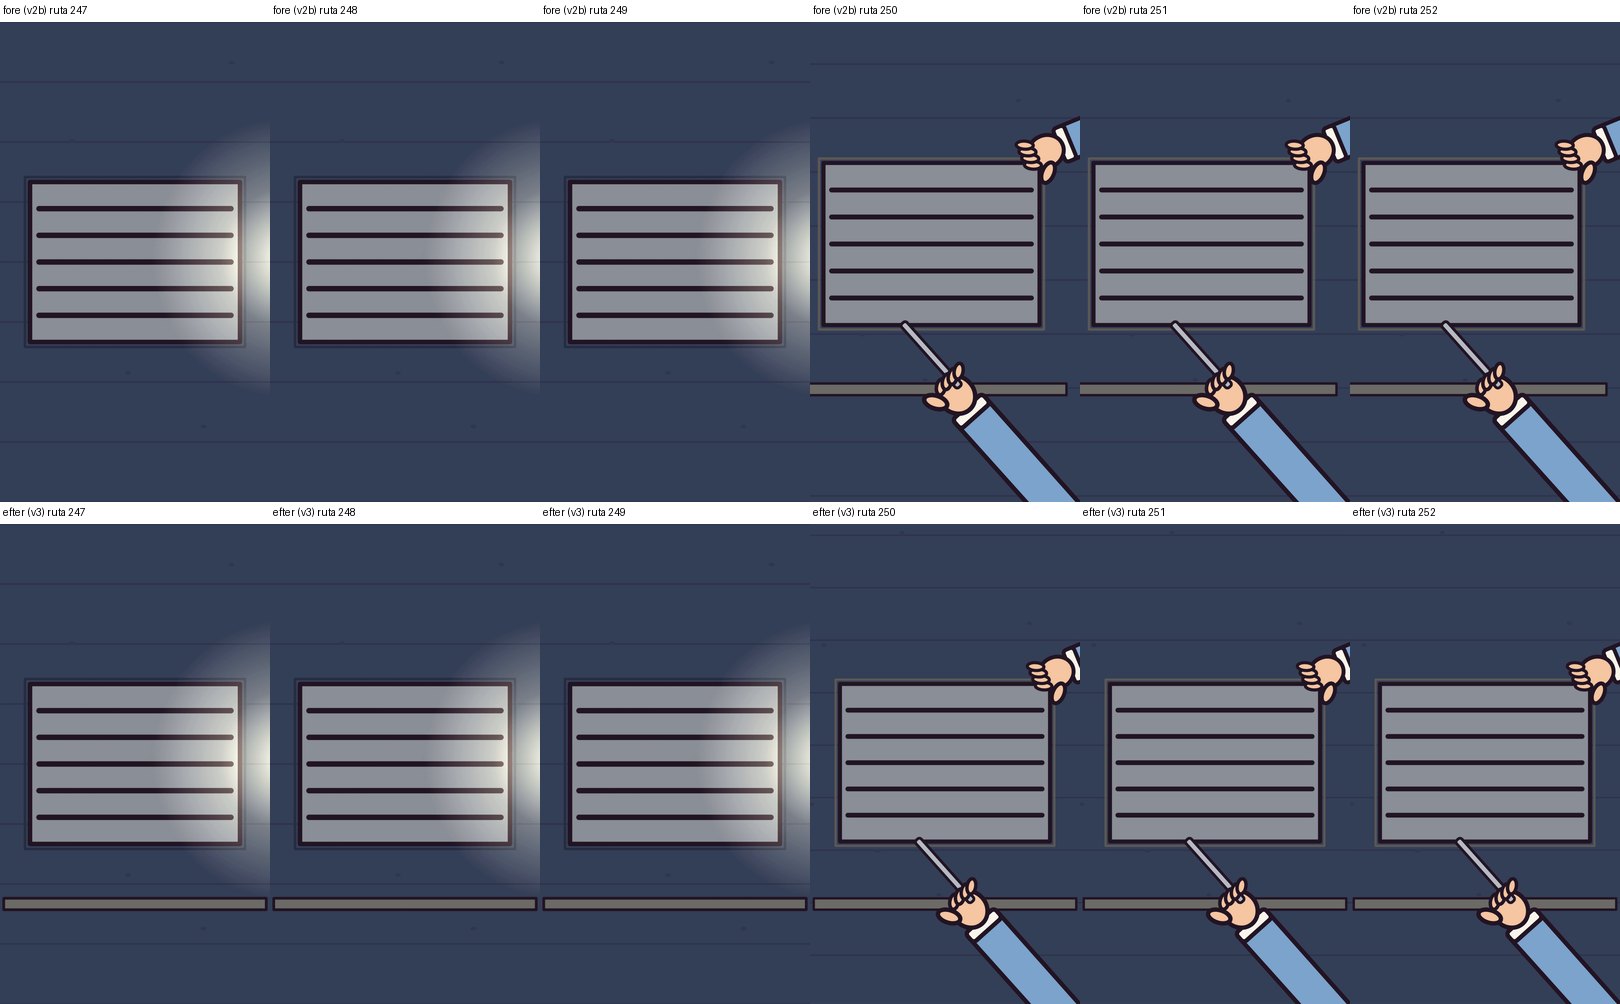 fore (v2b) ruta 247
fore (v2b) ruta 248
fore (v2b) ruta 249
fore (v2b) ruta 250
fore (v2b) ruta 251
fore (v2b) ruta 252
efter (v3) ruta 247
efter (v3) ruta 248
efter (v3) ruta 249
efter (v3) ruta 250
efter (v3) ruta 251
efter (v3) ruta 252